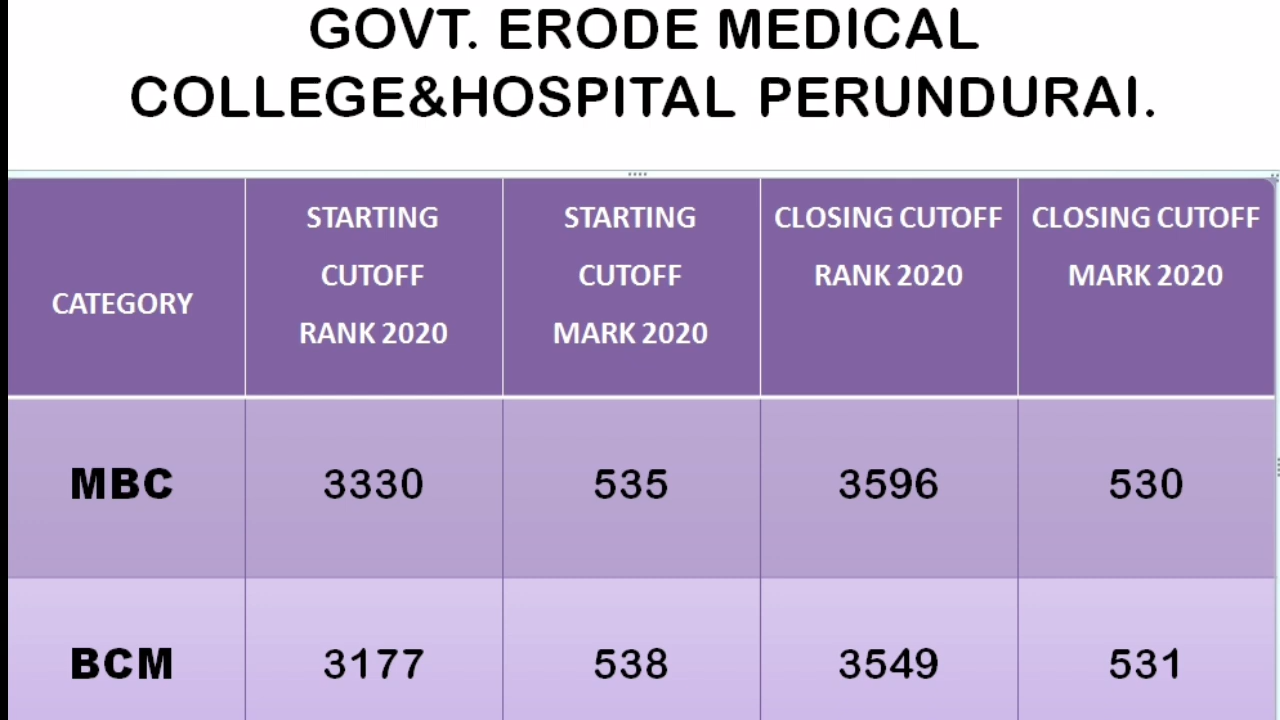 GOVT. ERODE MEDICAL
COLLEGE&HOSPITAL PERUNDURAI.
CATEGORY
STARTING
CUTOFF
RANK 2020
STARTING
CUTOFF
MARK 2020
CLOSING CUTOFF
RANK 2020
CLOSING CUTOFF
MARK 2020
MBC 3330 535 3596 530
BCM 3177 538 3549 531